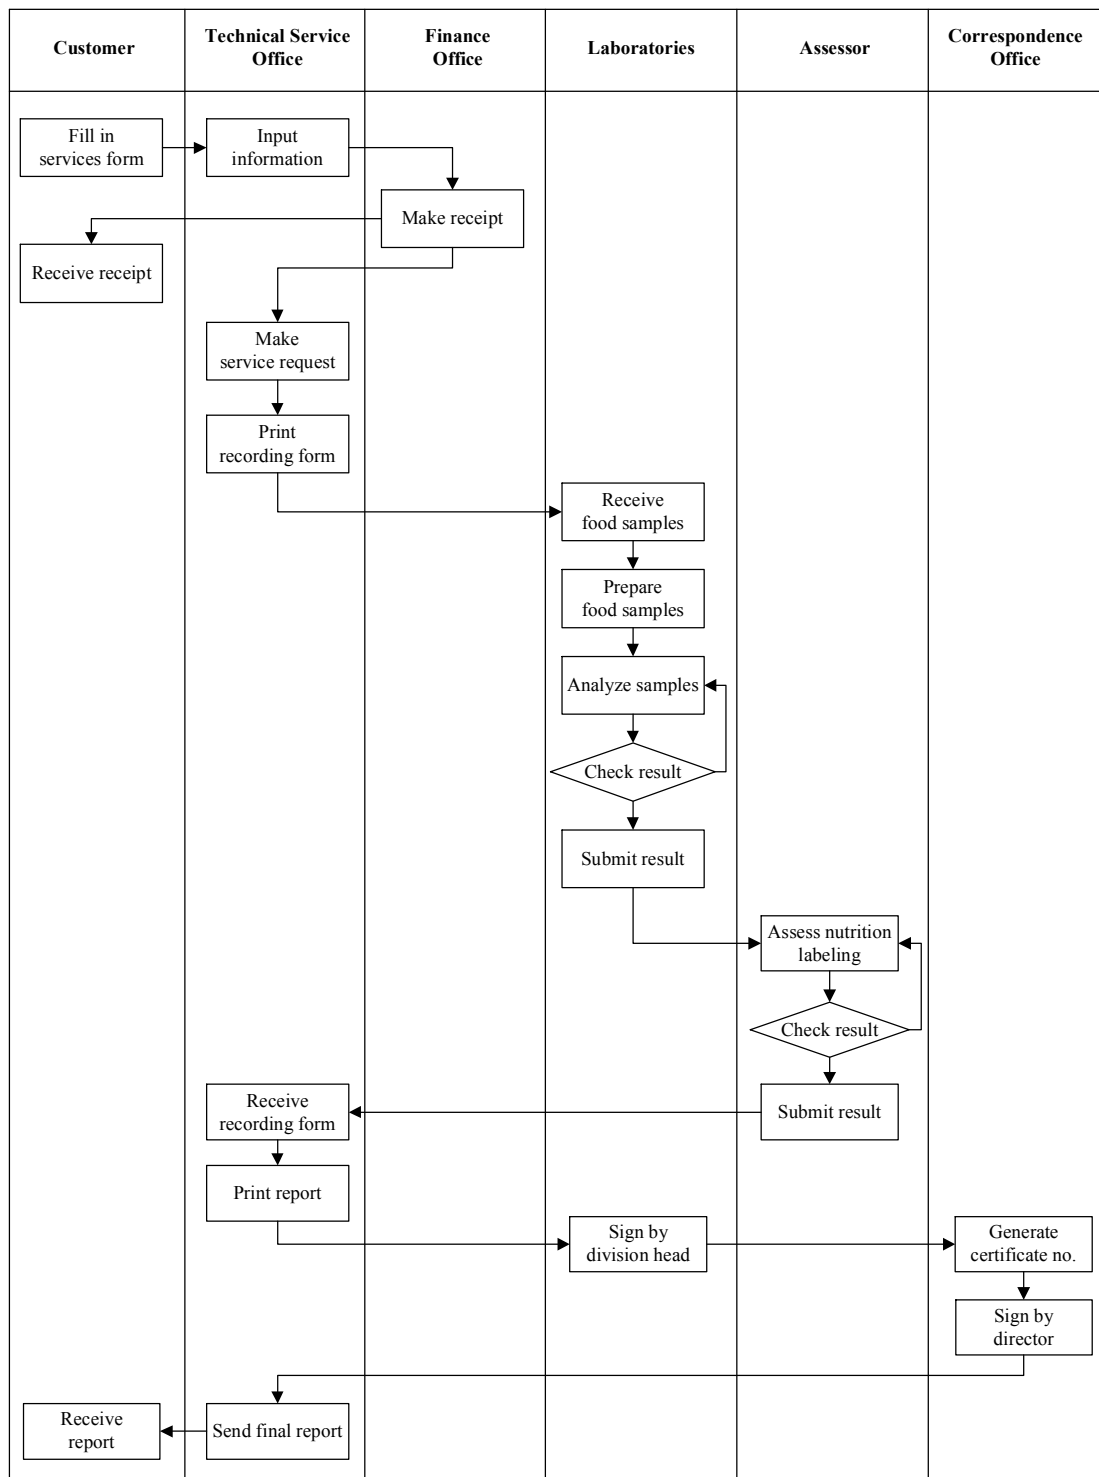 Customer
Technical Service
Office
Finance
Office
Laboratories
Assessor
Correspondence
Office
Fill in
services form
Input
information
Make receipt
Receive receipt
Make
service request
Print
recording form
Receive
food samples
Prepare
food samples
Analyze samples
Check result
Submit result
Assess nutrition
labeling
Check result
Submit result
Receive
recording form
Print report
Sign by
division head
Generate
certificate no.
Sign by
director
Send final report
Receive
report